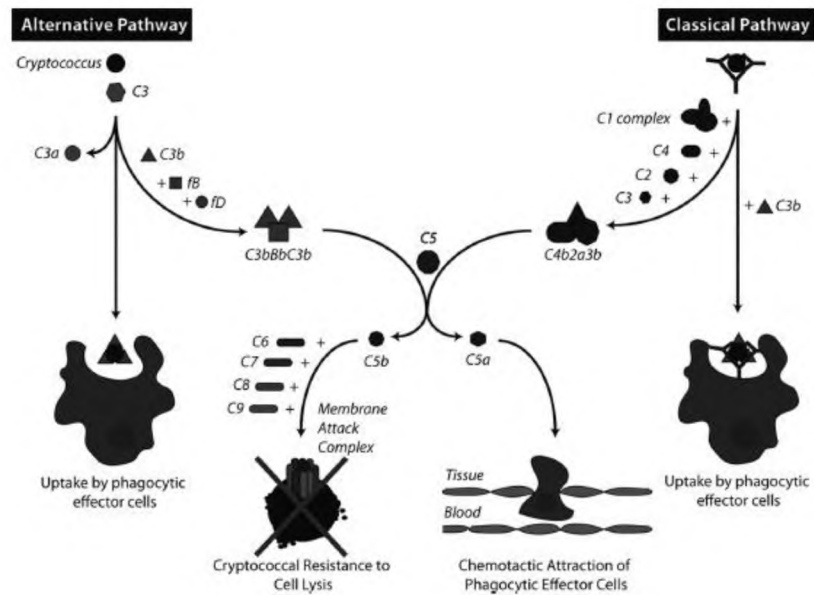 Alternative Pathway
Classical Pathway
Cryptococcus
C3
C3a
C3b
+ fB
+ fD
C3bBbC3b
C1 complex +
C4 +
C2 +
C3 +
+ C3b
C5
C4b2a3b
C6 +
C7 +
C8 +
C9 +
C5b
C5a
Membrane
Attack
Complex
Tissue
Blood
Uptake by phagocytic
effector cells
Cryptococcal Resistance to
Cell Lysis
Chemotactic Attraction of
Phagocytic Effector Cells
Uptake by phagocytic
effector cells